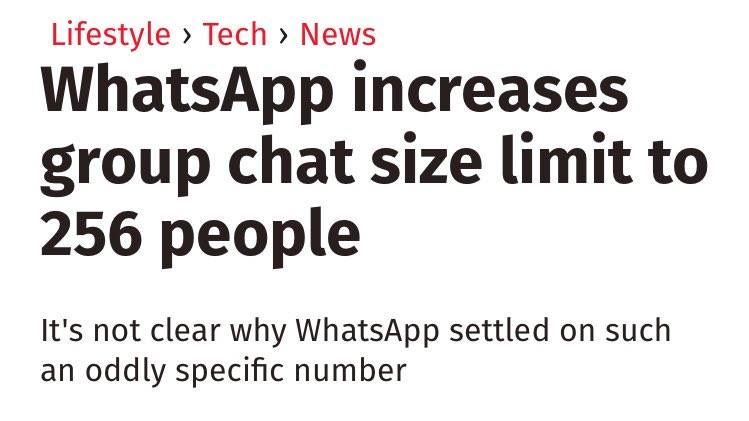 Lifestyle › Tech › News
WhatsApp increases
group chat size limit to
256 people
It's not clear why WhatsApp settled on such
an oddly specific number